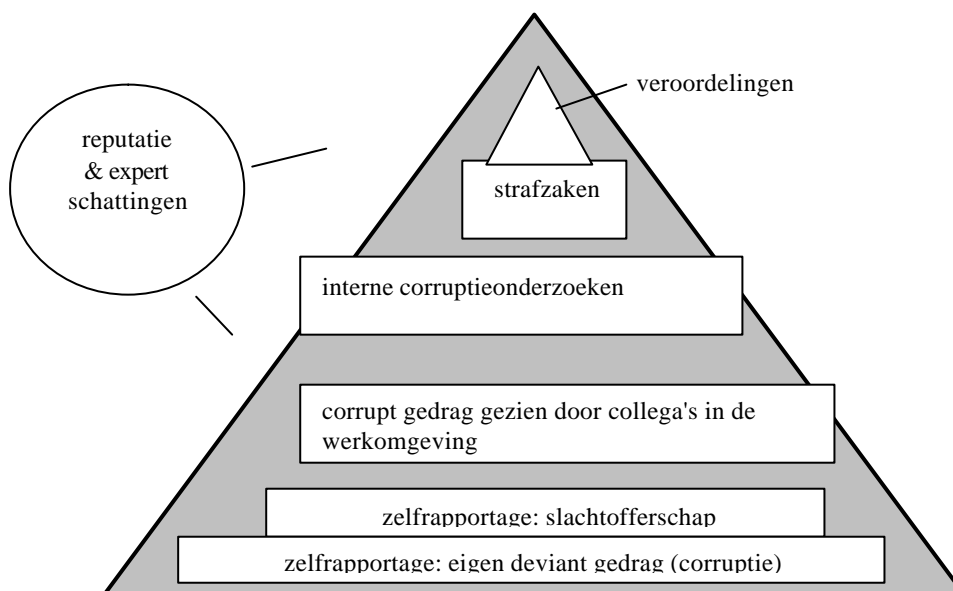 veroordelingen
reputatie
& expert
schattingen
strafzaken
interne corruptieonderzoeken
corrupt gedrag gezien door collega's in de
werkomgeving
zelfrapportage: slachtofferschap
zelfrapportage: eigen deviant gedrag (corruptie)